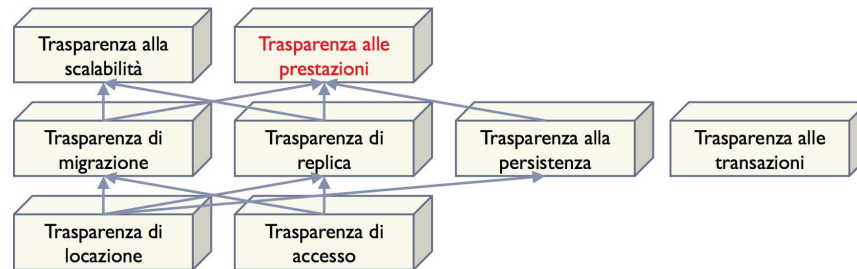 Trasparenza alla
scalabilità
Trasparenza alle
prestazioni
Trasparenza di
migrazione
Trasparenza di
replica
Trasparenza alla
persistenza
Trasparenza alle
transazioni
Trasparenza di
locazione
Trasparenza di
accesso